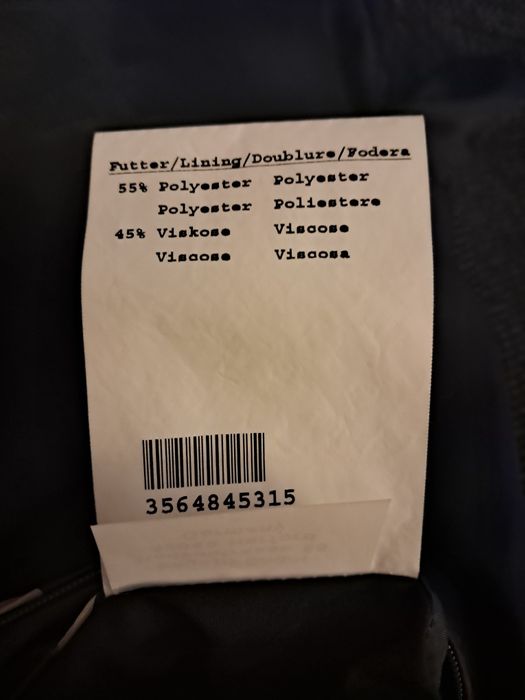 Futter/Lining/Doublure/Fodera
55% Polyester Polyester
Polyester Poliestere
45% Viskose Viscose
Viscose Viscosa
3564845315